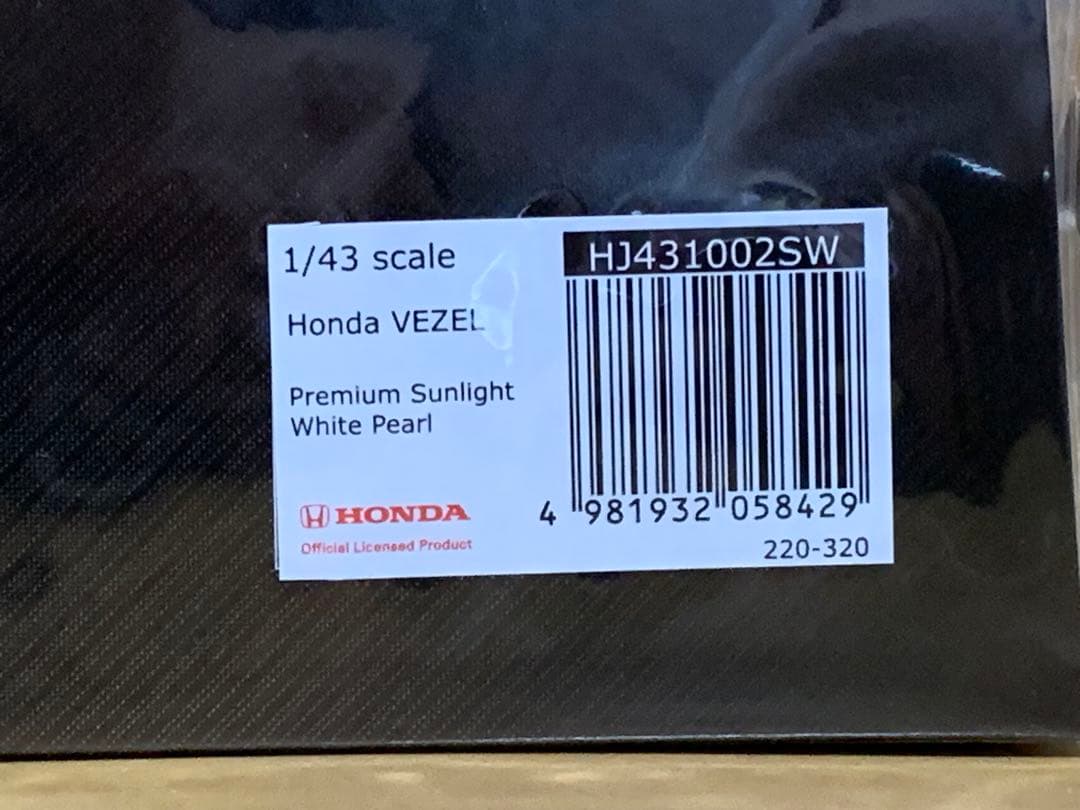 1/43 scale
HJ431002SW
Honda VEZEL
Premium Sunlight
White Pearl
HONDA
Official Licensed Product
4 981932 058429
220-320